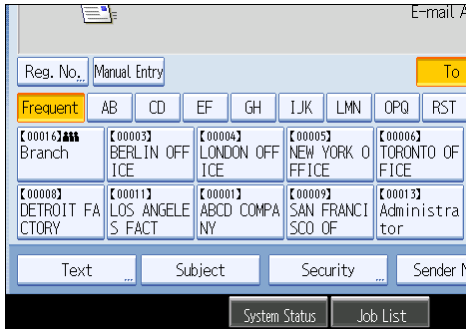 E-mail A
Reg. No. Manual Entry To
Frequent AB CD EF GH IJK LMN OPQ RST
【00016】 【00003】 【00004】 【00005】 【00006】
Branch BERLIN OFF LONDON OFF NEW YORK O TORONTO OF
ICE ICE FFICE FICE
【00008】 【00011】 【00001】 【00009】 【00013】
DETROIT FA LOS ANGELE ABCD COMPA SAN FRANCI Administra
CTORY S FACT NY SCO OF tor
Text ... Subject Security ... Sender N
System Status Job List